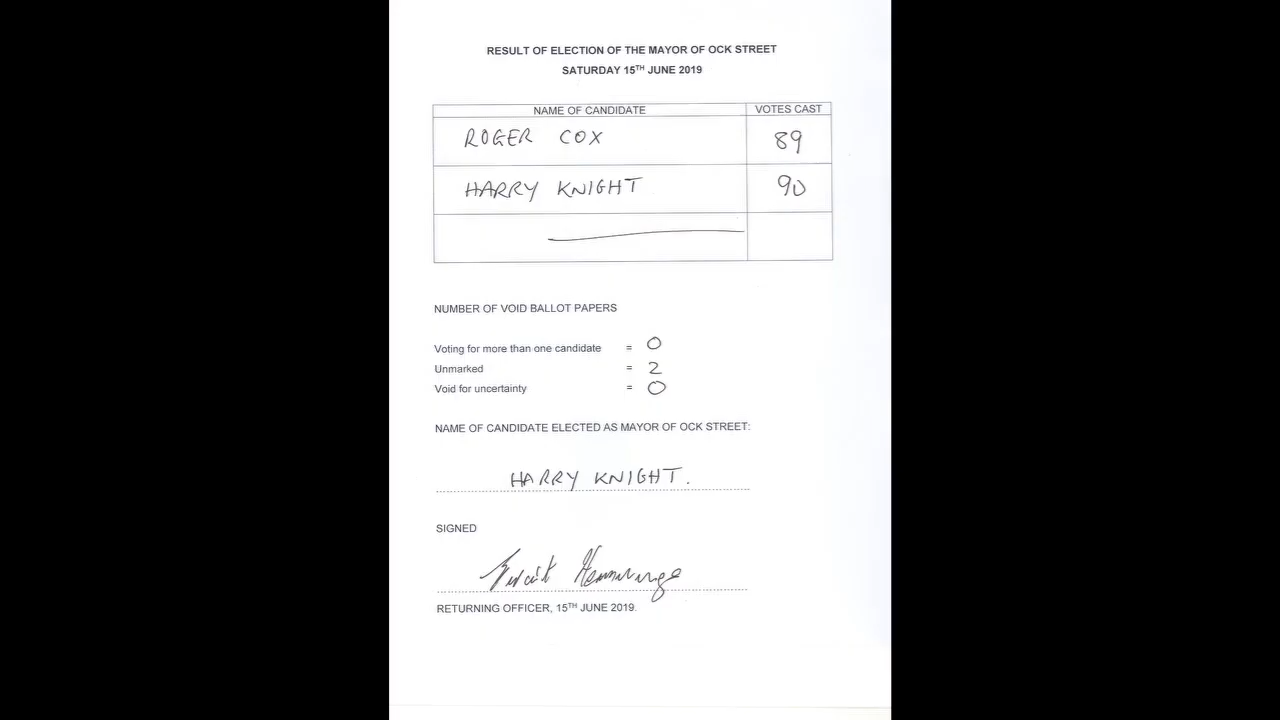 RESULT OF ELECTION OF THE MAYOR OF OCK STREET
SATURDAY 15TH JUNE 2019
NAME OF CANDIDATE VOTES CAST
ROGER COX 89
HARRY KNIGHT 90
NUMBER OF VOID BALLOT PAPERS
Voting for more than one candidate = 0
Unmarked = 2
Void for uncertainty = 0
NAME OF CANDIDATE ELECTED AS MAYOR OF OCK STREET:
HARRY KNIGHT.
SIGNED
RETURNING OFFICER, 15TH JUNE 2019.